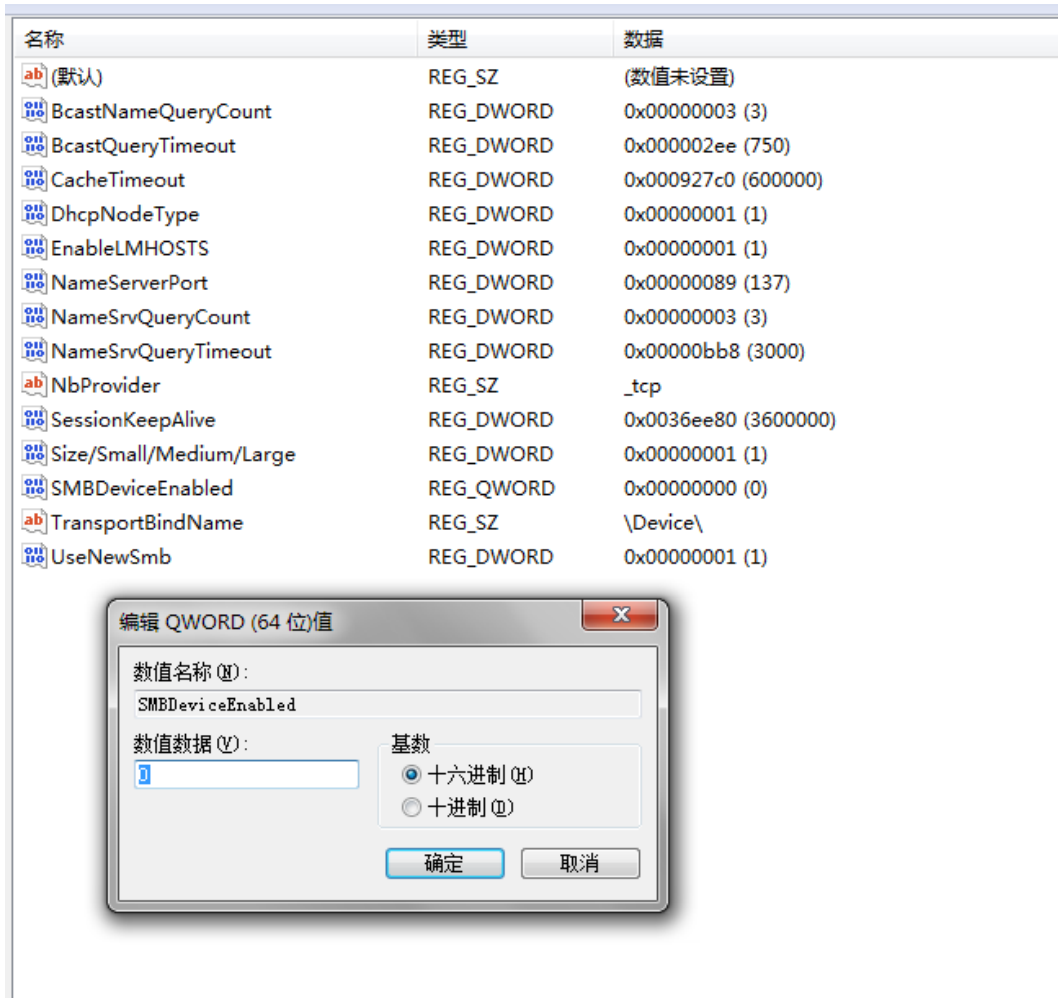 名称 类型 数据
(默认) REG_SZ (数值未设置)
BcastNameQueryCount REG_DWORD 0x00000003 (3)
BcastQueryTimeout REG_DWORD 0x000002ee (750)
CacheTimeout REG_DWORD 0x000927c0 (600000)
DhcpNodeType REG_DWORD 0x00000001 (1)
EnableLMHOSTS REG_DWORD 0x00000001 (1)
NameServerPort REG_DWORD 0x00000089 (137)
NameSrvQueryCount REG_DWORD 0x00000003 (3)
NameSrvQueryTimeout REG_DWORD 0x00000bb8 (3000)
NbProvider REG_SZ _tcp
SessionKeepAlive REG_DWORD 0x0036ee80 (3600000)
Size/Small/Medium/Large REG_DWORD 0x00000001 (1)
SMBDeviceEnabled REG_QWORD 0x00000000 (0)
TransportBindName REG_SZ \Device\
UseNewSmb REG_DWORD 0x00000001 (1)
编辑 QWORD (64 位)值
数值名称(N):
SMBDeviceEnabled
数值数据(V): 基数
0 十六进制(H)
十进制(D)
确定 取消